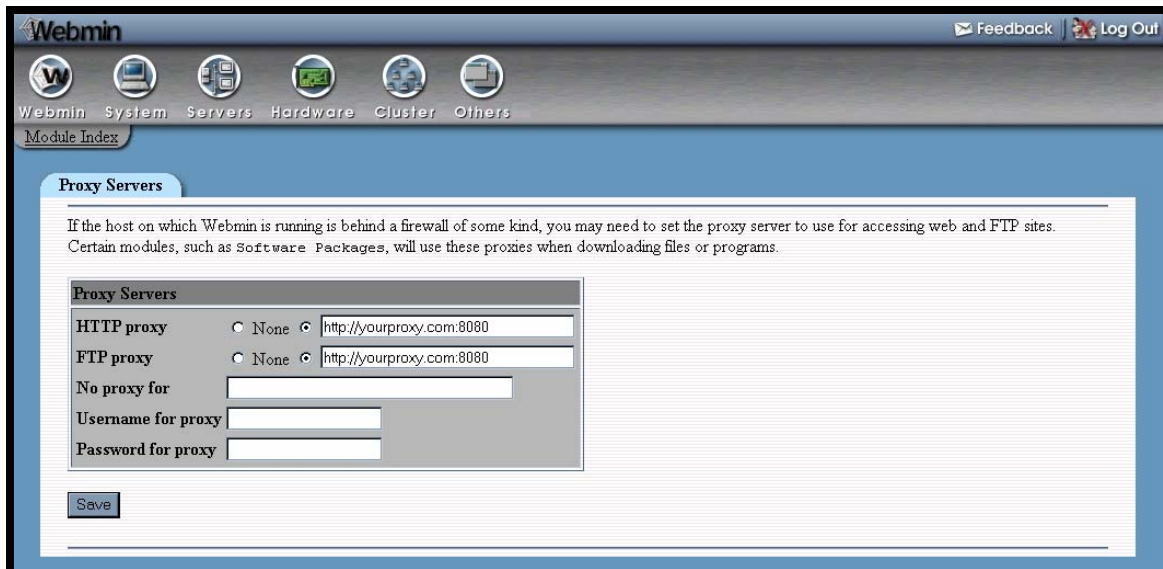 Webmin
Feedback Log Out
Webmin System Servers Hardware Cluster Others
Module Index
Proxy Servers
If the host on which Webmin is running is behind a firewall of some kind, you may need to set the proxy server to use for accessing web and FTP sites.
Certain modules, such as Software Packages, will use these proxies when downloading files or programs.
Proxy Servers
HTTP proxy None http://yourproxy.com:8080
FTP proxy None http://yourproxy.com:8080
No proxy for
Username for proxy
Password for proxy
Save